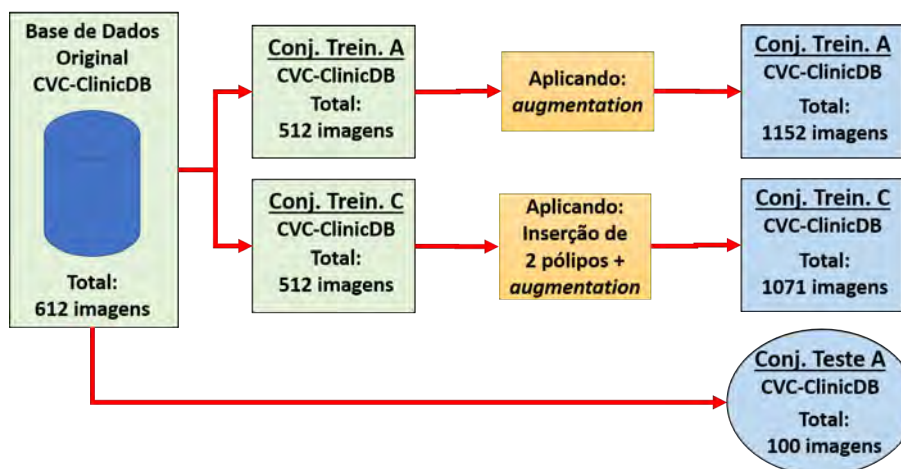 Base de Dados
Original
CVC-ClinicDB
Total:
612 imagens
Conj. Trein. A
CVC-ClinicDB
Total:
512 imagens
Aplicando:
augmentation
Conj. Trein. A
CVC-ClinicDB
Total:
1152 imagens
Conj. Trein. C
CVC-ClinicDB
Total:
512 imagens
Aplicando:
Inserção de
2 pólipos +
augmentation
Conj. Trein. C
CVC-ClinicDB
Total:
1071 imagens
Conj. Teste A
CVC-ClinicDB
Total:
100 imagens